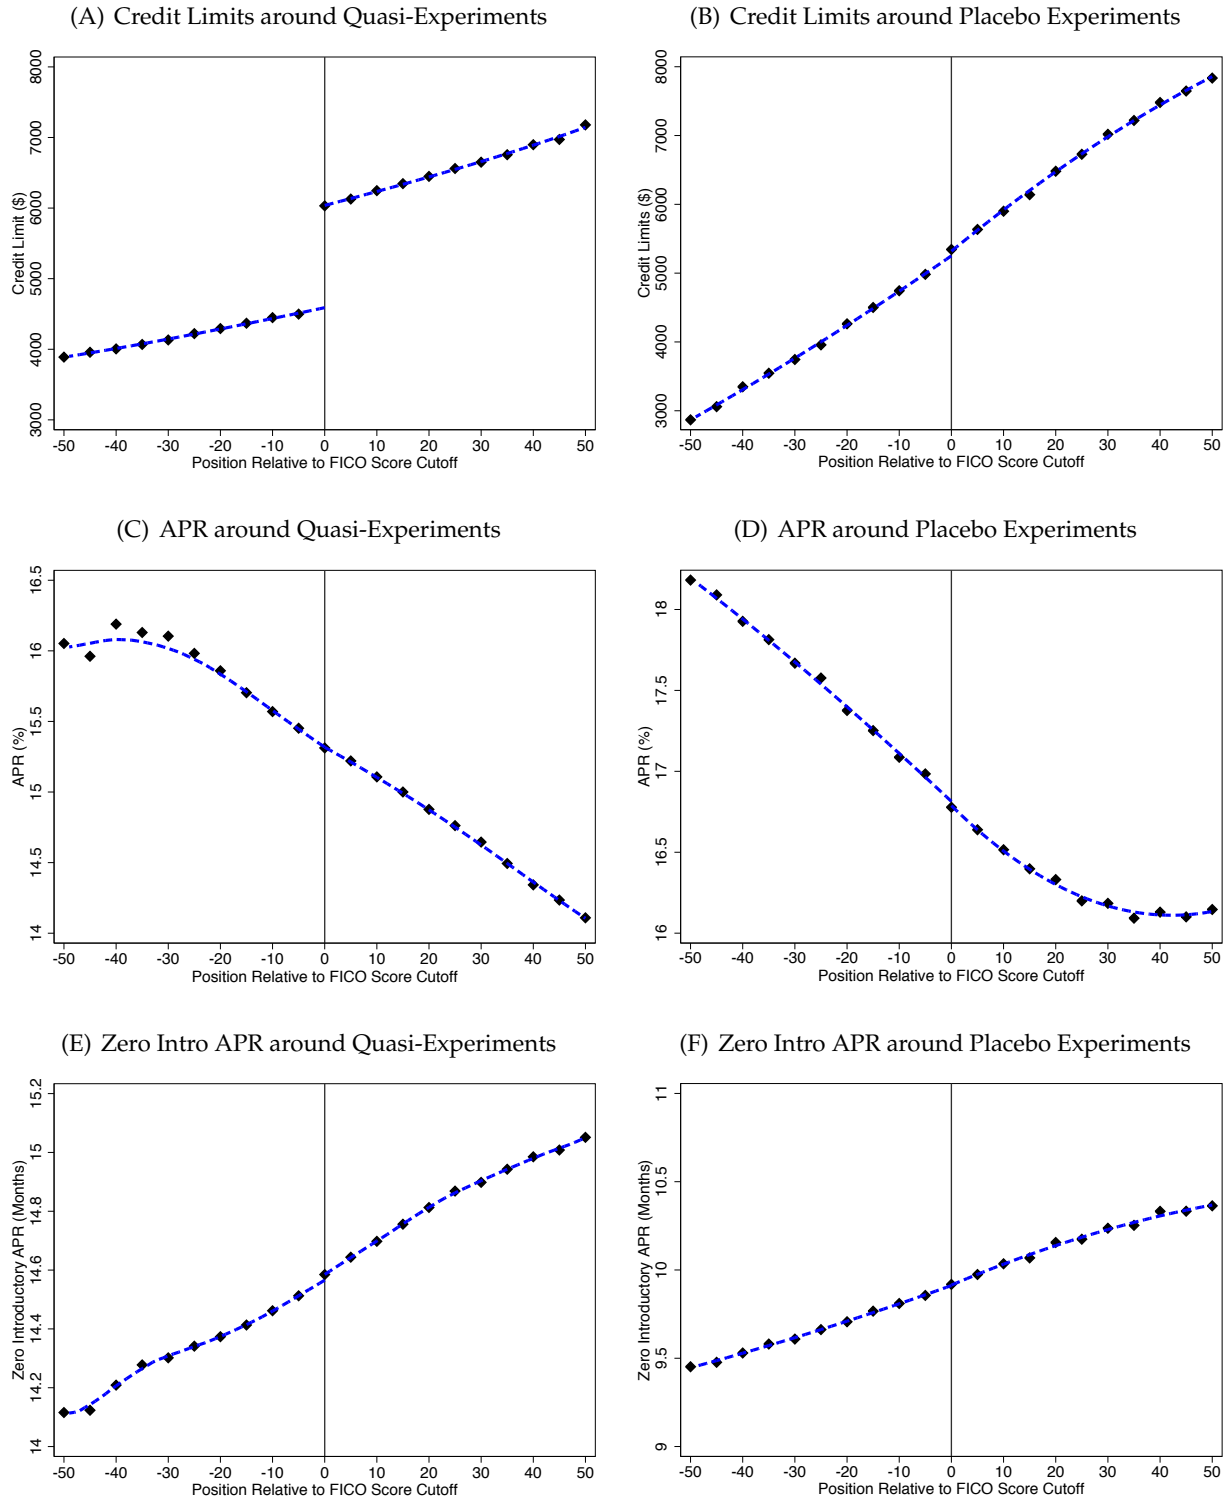 (A) Credit Limits around Quasi-Experiments
Credit Limit ($)
8000
7000
6000
5000
4000
3000
-50 -40 -30 -20 -10 0 10 20 30 40 50
Position Relative to FICO Score Cutoff
(B) Credit Limits around Placebo Experiments
Credit Limits ($)
8000
7000
6000
5000
4000
3000
-50 -40 -30 -20 -10 0 10 20 30 40 50
Position Relative to FICO Score Cutoff
(C) APR around Quasi-Experiments
APR (%)
16.5
16
15.5
15
14.5
14
-50 -40 -30 -20 -10 0 10 20 30 40 50
Position Relative to FICO Score Cutoff
(D) APR around Placebo Experiments
APR (%)
18
17.5
17
16.5
16
-50 -40 -30 -20 -10 0 10 20 30 40 50
Position Relative to FICO Score Cutoff
(E) Zero Intro APR around Quasi-Experiments
Zero Introductory APR (Months)
15.2
15
14.8
14.6
14.4
14.2
14
-50 -40 -30 -20 -10 0 10 20 30 40 50
Position Relative to FICO Score Cutoff
(F) Zero Intro APR around Placebo Experiments
Zero Introductory APR (Months)
11
10.5
10
9.5
9
-50 -40 -30 -20 -10 0 10 20 30 40 50
Position Relative to FICO Score Cutoff